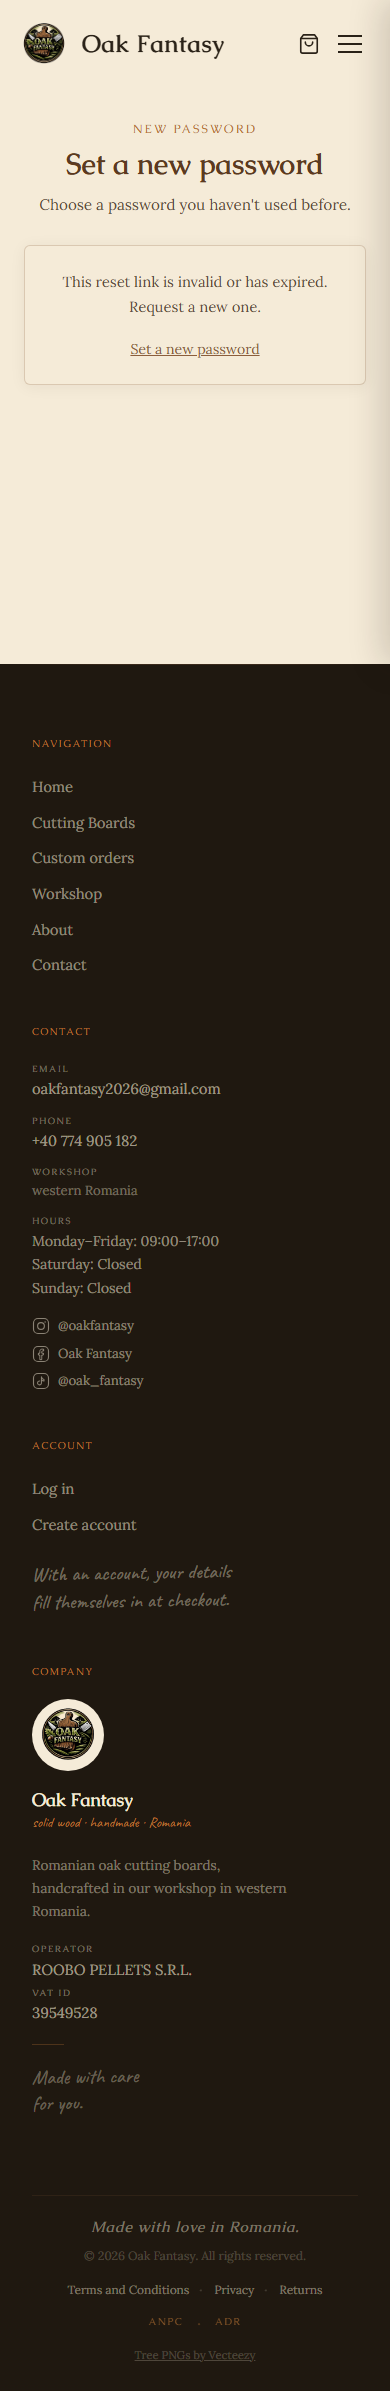 OAK
FANTASY
Oak Fantasy
NEW PASSWORD
Set a new password
Choose a password you haven't used before.
This reset link is invalid or has expired.
Request a new one.
Set a new password
NAVIGATION
Home
Cutting Boards
Custom orders
Workshop
About
Contact
CONTACT
EMAIL
oakfantasy2026@gmail.com
PHONE
+40 774 905 182
WORKSHOP
western Romania
HOURS
Monday–Friday: 09:00–17:00
Saturday: Closed
Sunday: Closed
@oakfantasy
Oak Fantasy
@oak_fantasy
ACCOUNT
Log in
Create account
With an account, your details
fill themselves in at checkout.
COMPANY
OAK
FANTASY
Oak Fantasy
solid wood · handmade · Romania
Romanian oak cutting boards,
handcrafted in our workshop in western
Romania.
OPERATOR
ROOBO PELLETS S.R.L.
VAT ID
39549528
Made with care
for you.
Made with love in Romania.
© 2026 Oak Fantasy. All rights reserved.
Terms and Conditions · Privacy · Returns
ANPC · ADR
Tree PNGs by Vecteezy